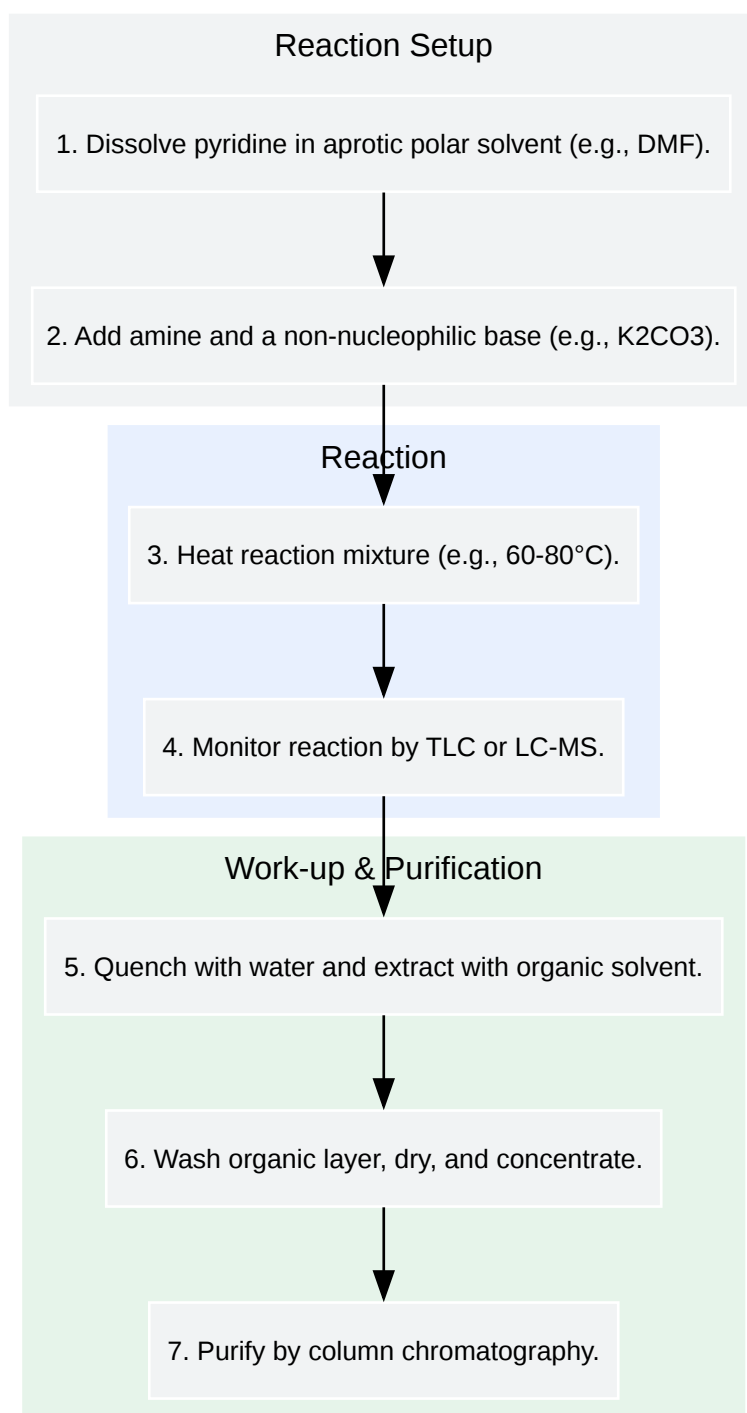 Reaction Setup
1. Dissolve pyridine in aprotic polar solvent (e.g., DMF).
2. Add amine and a non-nucleophilic base (e.g., K2CO3).
Reaction
3. Heat reaction mixture (e.g., 60-80°C).
4. Monitor reaction by TLC or LC-MS.
Work-up & Purification
5. Quench with water and extract with organic solvent.
6. Wash organic layer, dry, and concentrate.
7. Purify by column chromatography.